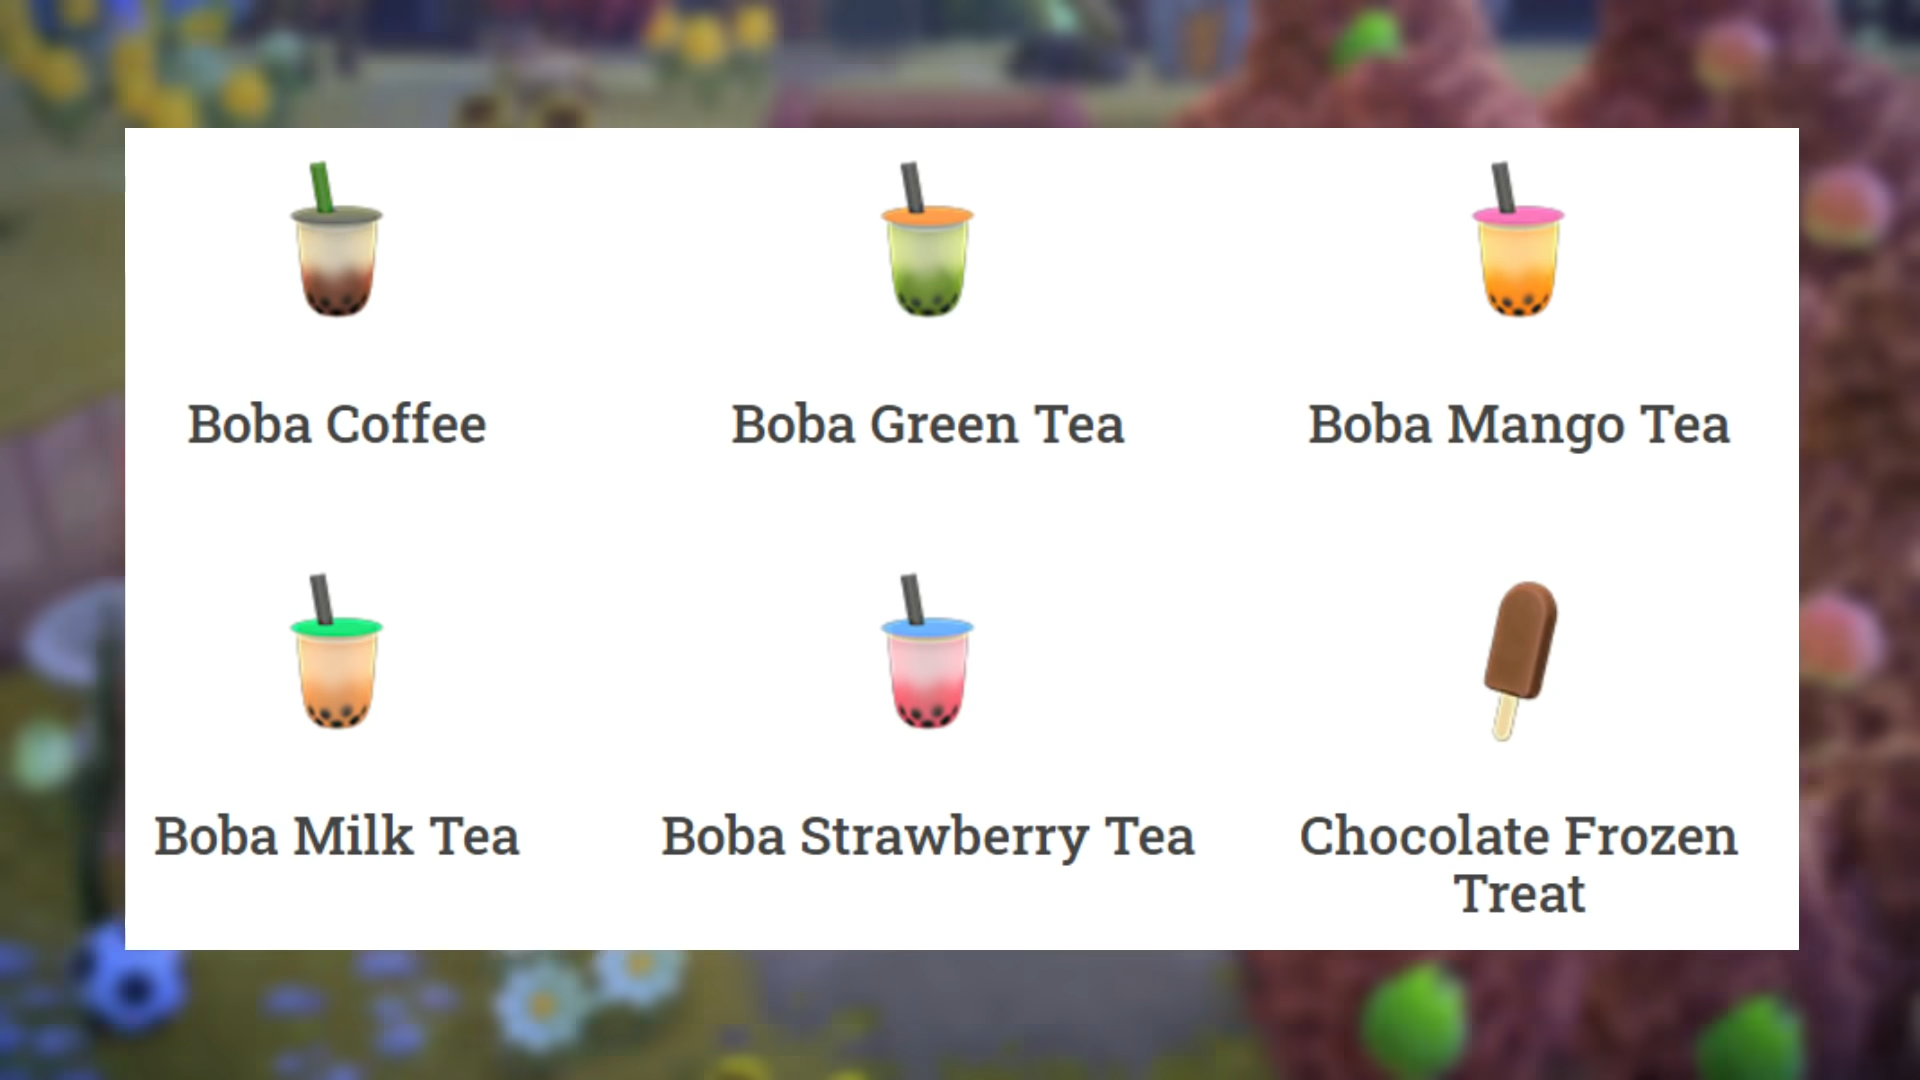 Boba Coffee
Boba Green Tea
Boba Mango Tea
Boba Milk Tea
Boba Strawberry Tea
Chocolate Frozen
Treat